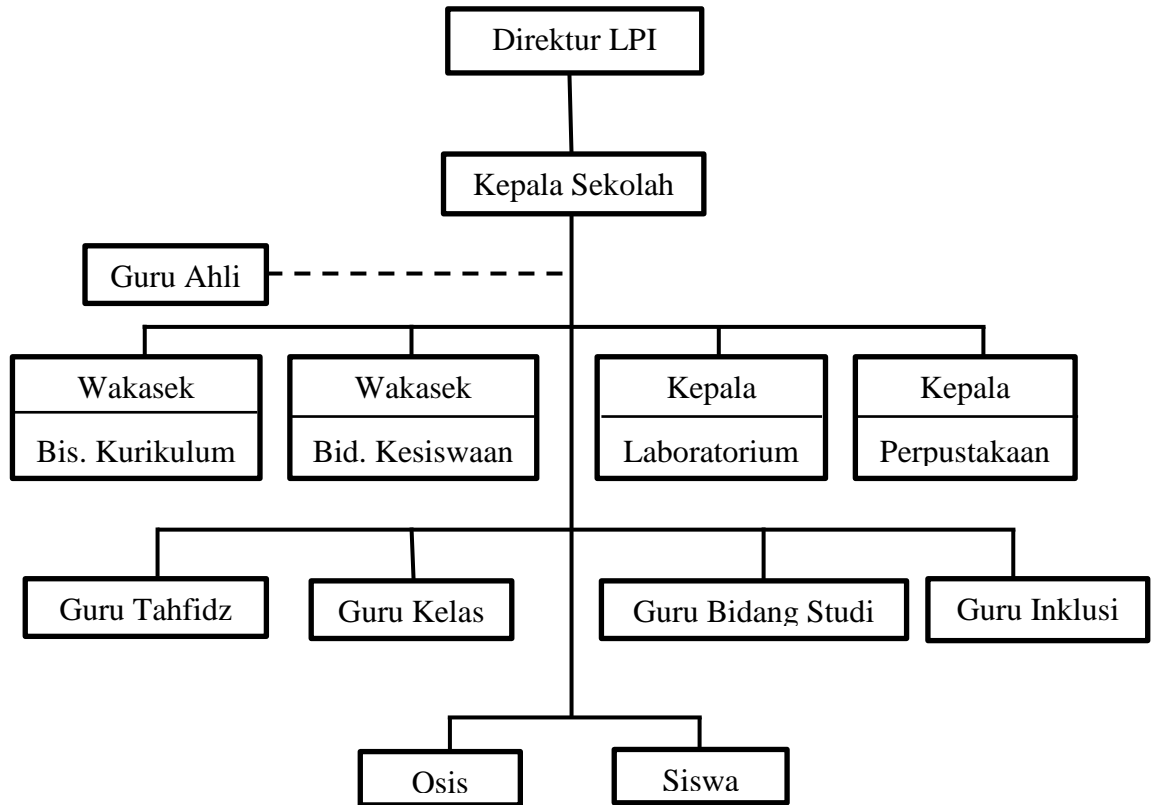 Direktur LPI
Kepala Sekolah
Guru Ahli
Wakasek
Bis. Kurikulum
Wakasek
Bid. Kesiswaan
Kepala
Laboratorium
Kepala
Perpustakaan
Guru Tahfidz
Guru Kelas
Guru Bidang Studi
Guru Inklusi
Osis
Siswa